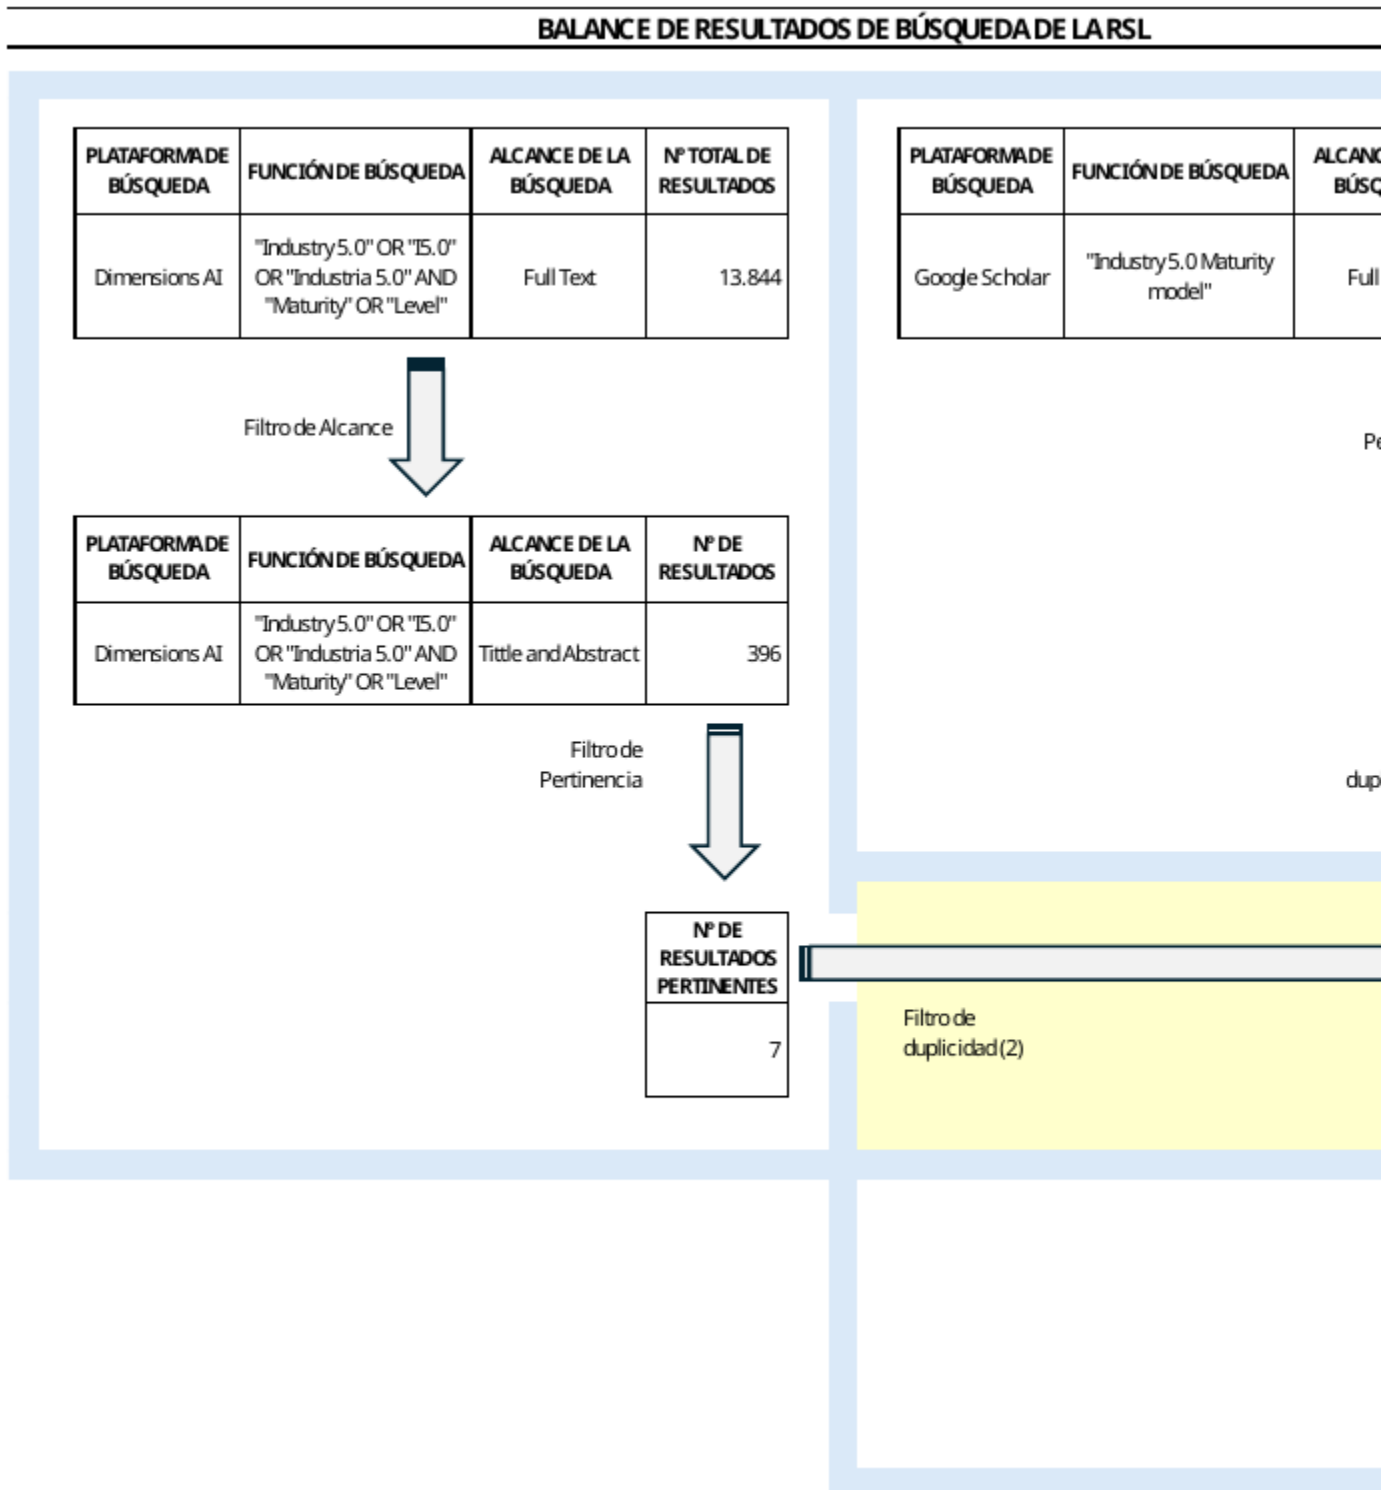 BALANCE DE RESULTADOS DE BÚSQUEDA DE LA RSL
PLATAFORMA DE
BÚSQUEDA
FUNCIÓN DE BÚSQUEDA
ALCANCE DE LA
BÚSQUEDA
Nº TOTAL DE
RESULTADOS
Dimensions AI
"Industry 5.0" OR "I5.0"
OR "Industria 5.0" AND
"Maturity" OR "Level"
Full Text
13.844
Filtro de Alcance
PLATAFORMA DE
BÚSQUEDA
FUNCIÓN DE BÚSQUEDA
ALCANCE DE LA
BÚSQUEDA
Nº DE
RESULTADOS
Dimensions AI
"Industry 5.0" OR "I5.0"
OR "Industria 5.0" AND
"Maturity" OR "Level"
Tittle and Abstract
396
Filtro de
Pertinencia
Nº DE
RESULTADOS
PERTINENTES
7
PLATAFORMA DE
BÚSQUEDA
FUNCIÓN DE BÚSQUEDA
ALCANC
BÚSQ
Google Scholar
"Industry 5.0 Maturity
model"
Full
Pe
dup
Filtro de
duplicidad (2)